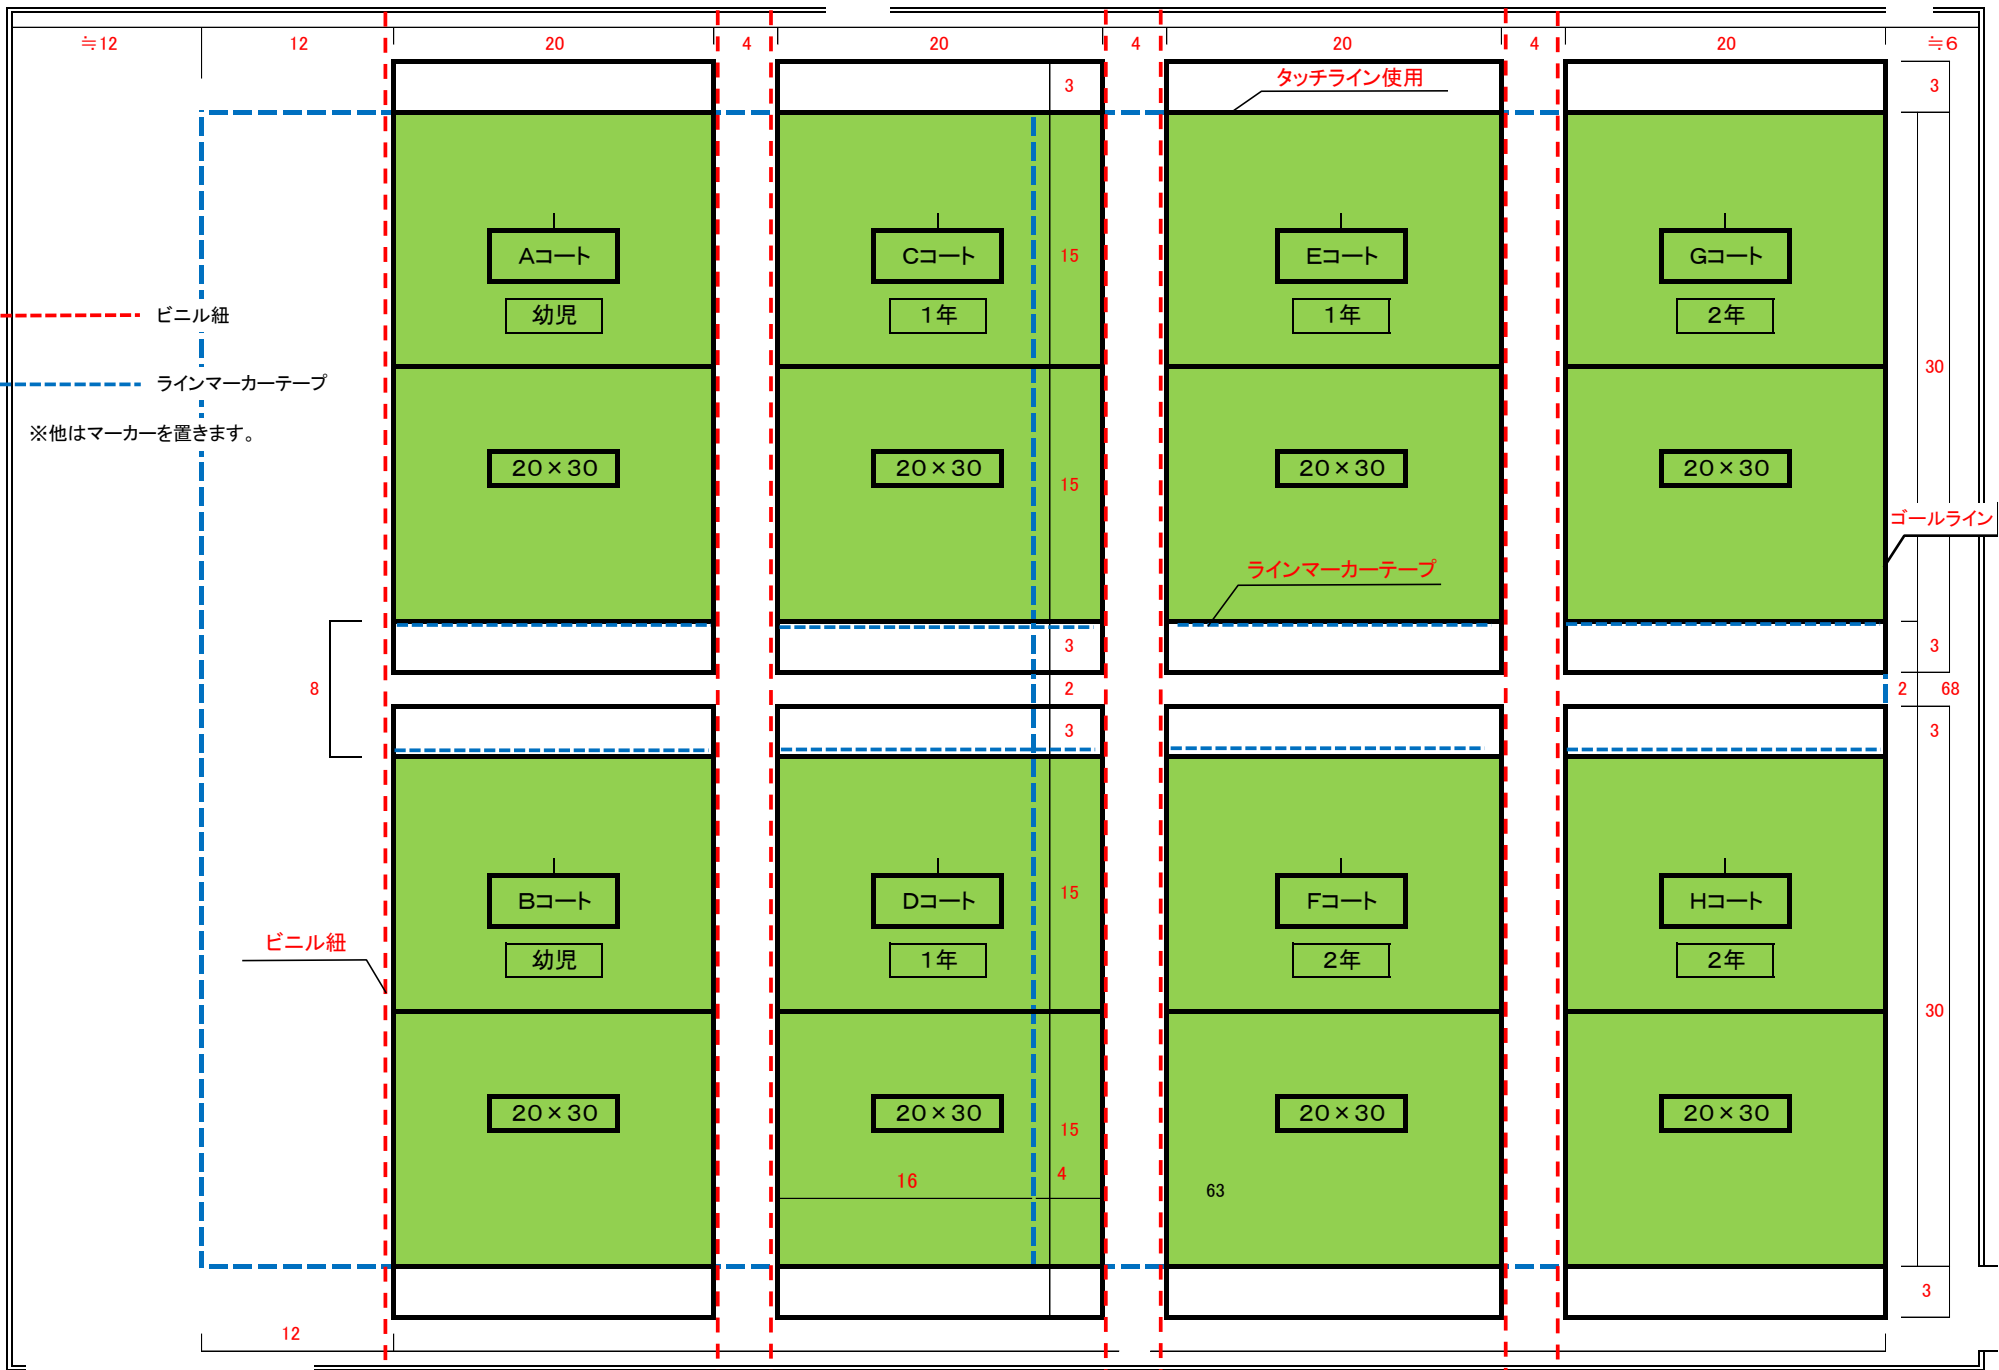 ≒12 12 20 4 20 4 20 4 20 ≒6
タッチライン使用
3 3
Aコート Cコート Eコート Gコート
15
幼児 1年 1年 2年
ビニル紐
30
ラインマーカーテープ
※他はマーカーを置きます。
20×30 20×30 20×30 20×30
15
ゴールライン
ラインマーカーテープ
3 3
8 2 2 68
3 3
Bコート Dコート Fコート Hコート
15
ビニル紐
幼児 1年 2年 2年
30
20×30 20×30 20×30 20×30
15
16 4
63
3
12